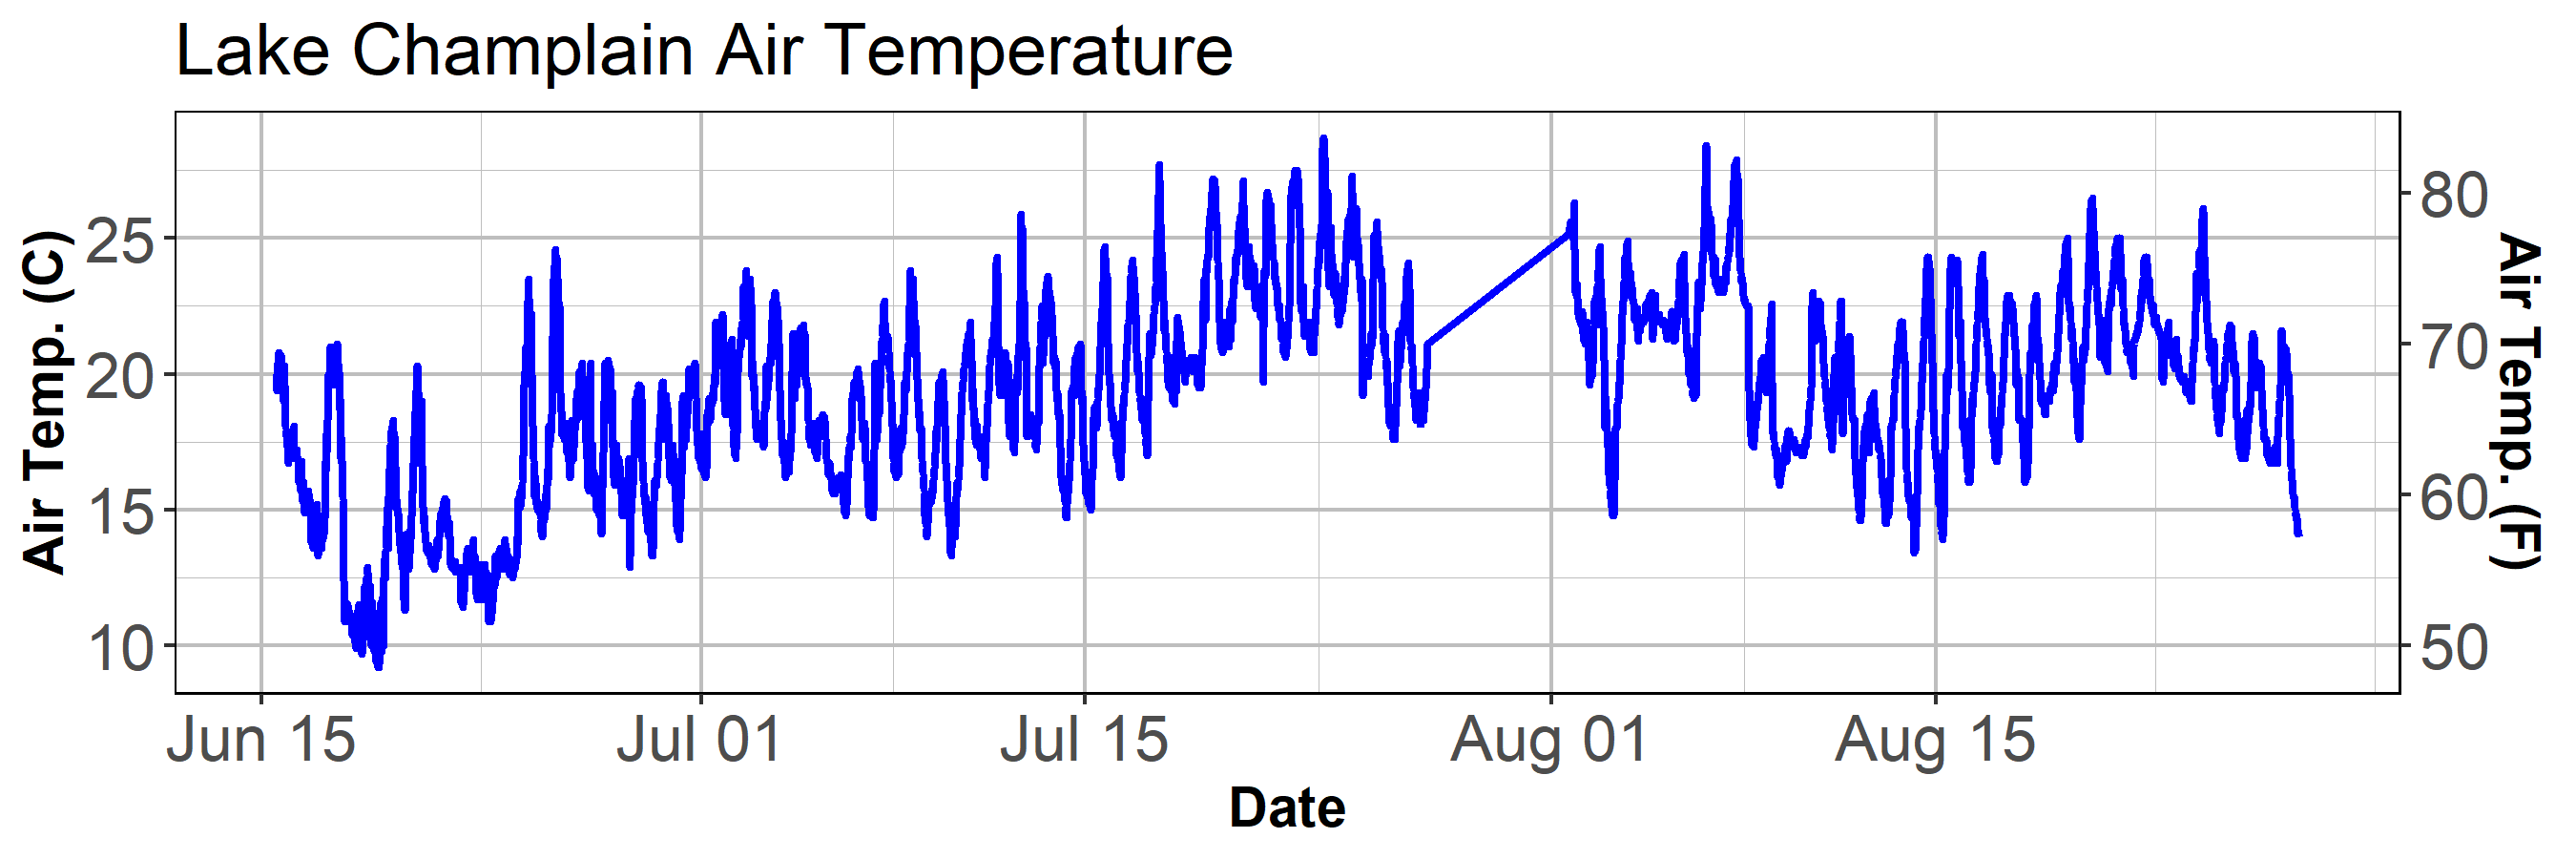 Lake Champlain Air Temperature
Air Temp. (C)
25
20
15
10
80
70
60
50
Air Temp. (F)
Jun 15
Jul 01
Jul 15
Aug 01
Aug 15
Date